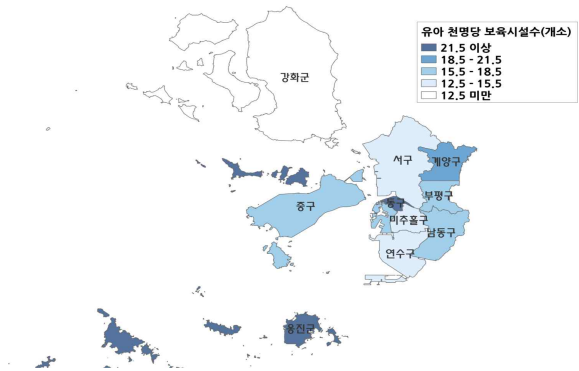 유아 천명당 보육시설수(개소)
21.5 이상
18.5 - 21.5
15.5 - 18.5
12.5 - 15.5
12.5 미만
강화군
서구
계양구
부평구
중구
동구
미추홀구
남동구
연수구
옹진군